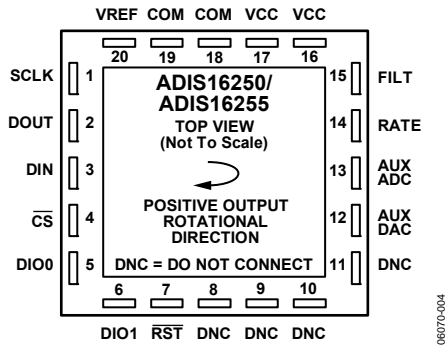 VREF COM COM VCC VCC
20 19 18 17 16
SCLK 1
DOUT 2
DIN 3
CS 4
DIO0 5
ADIS16250/
ADIS16255
TOP VIEW
(Not To Scale)
POSITIVE OUTPUT
ROTATIONAL
DIRECTION
DNC = DO NOT CONNECT
15 FILT
14 RATE
13 AUX
ADC
12 AUX
DAC
11 DNC
6 7 8 9 10
DIO1 RST DNC DNC DNC
06070-004